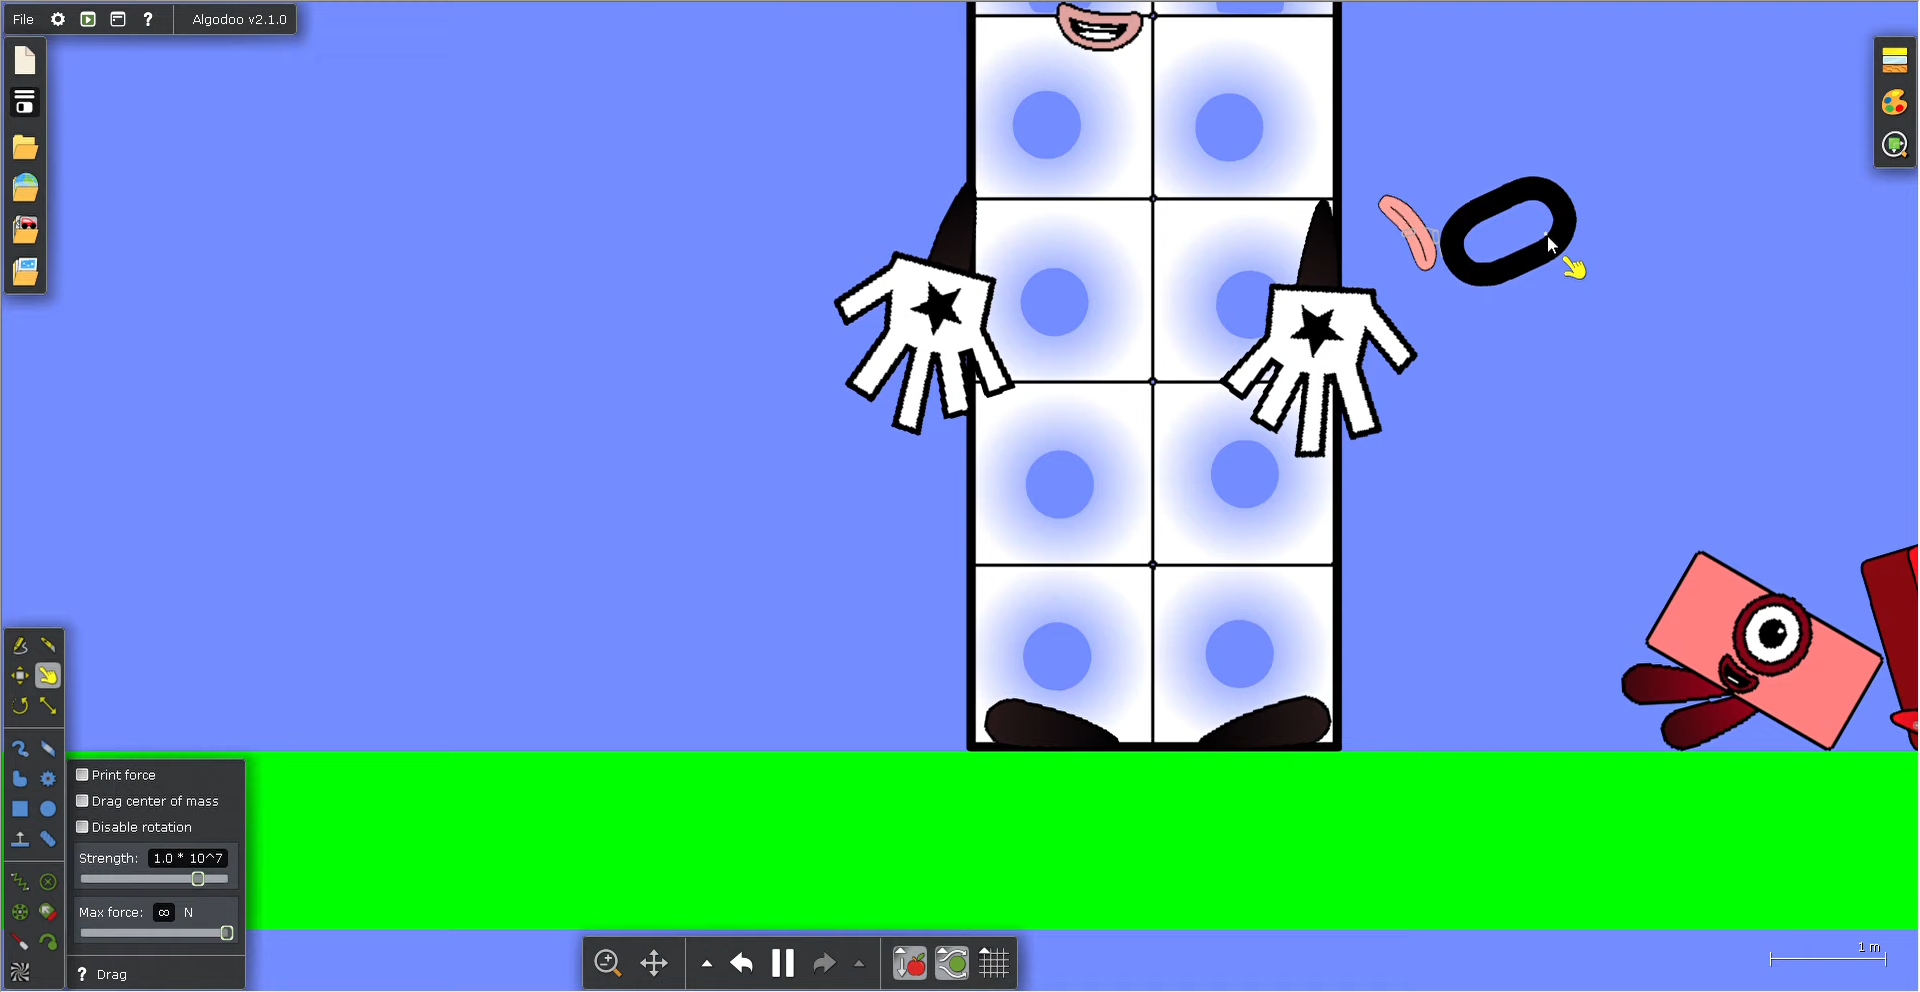 File ? Algodoo v2.1.0
Print force
Drag center of mass
Disable rotation
Strength: 1.0 * 10^7
Max force: ∞ N
? Drag
1 m